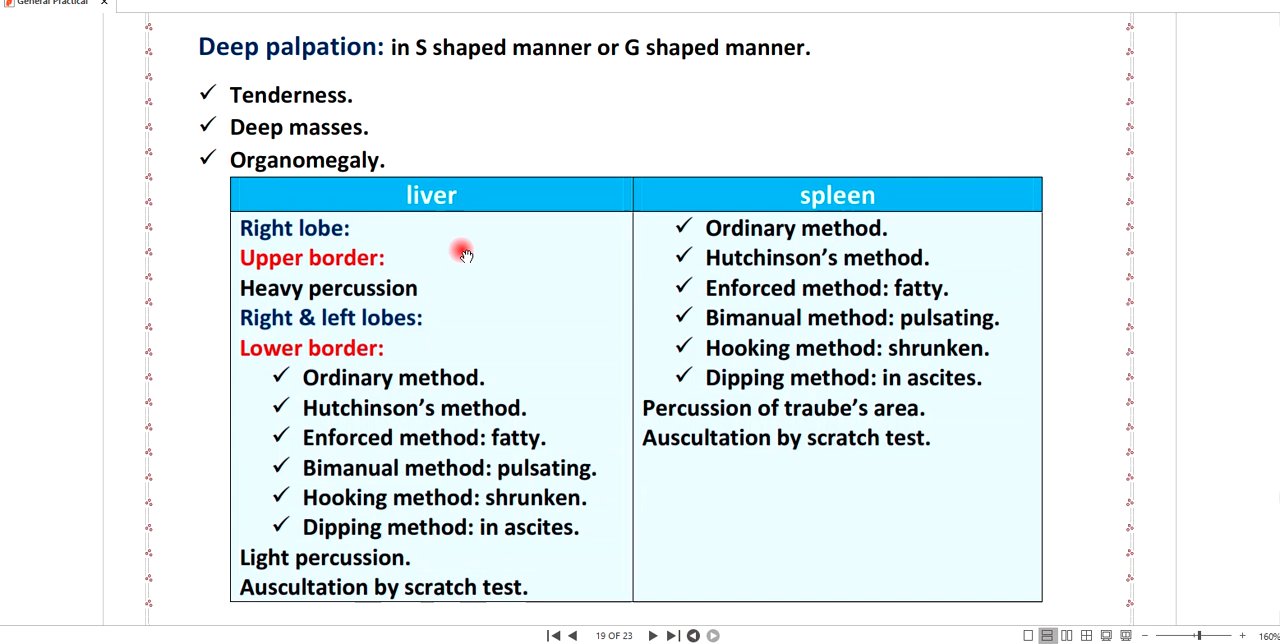 General Practical
Deep palpation: in S shaped manner or G shaped manner.
✓ Tenderness.
✓ Deep masses.
✓ Organomegaly.
liver
Right lobe:
Upper border:
Heavy percussion
Right & left lobes:
Lower border:
✓ Ordinary method.
✓ Hutchinson's method.
✓ Enforced method: fatty.
✓ Bimanual method: pulsating.
✓ Hooking method: shrunken.
✓ Dipping method: in ascites.
Light percussion.
Auscultation by scratch test.
spleen
✓ Ordinary method.
✓ Hutchinson's method.
✓ Enforced method: fatty.
✓ Bimanual method: pulsating.
✓ Hooking method: shrunken.
✓ Dipping method: in ascites.
Percussion of traube's area.
Auscultation by scratch test.
19 OF 23
160%